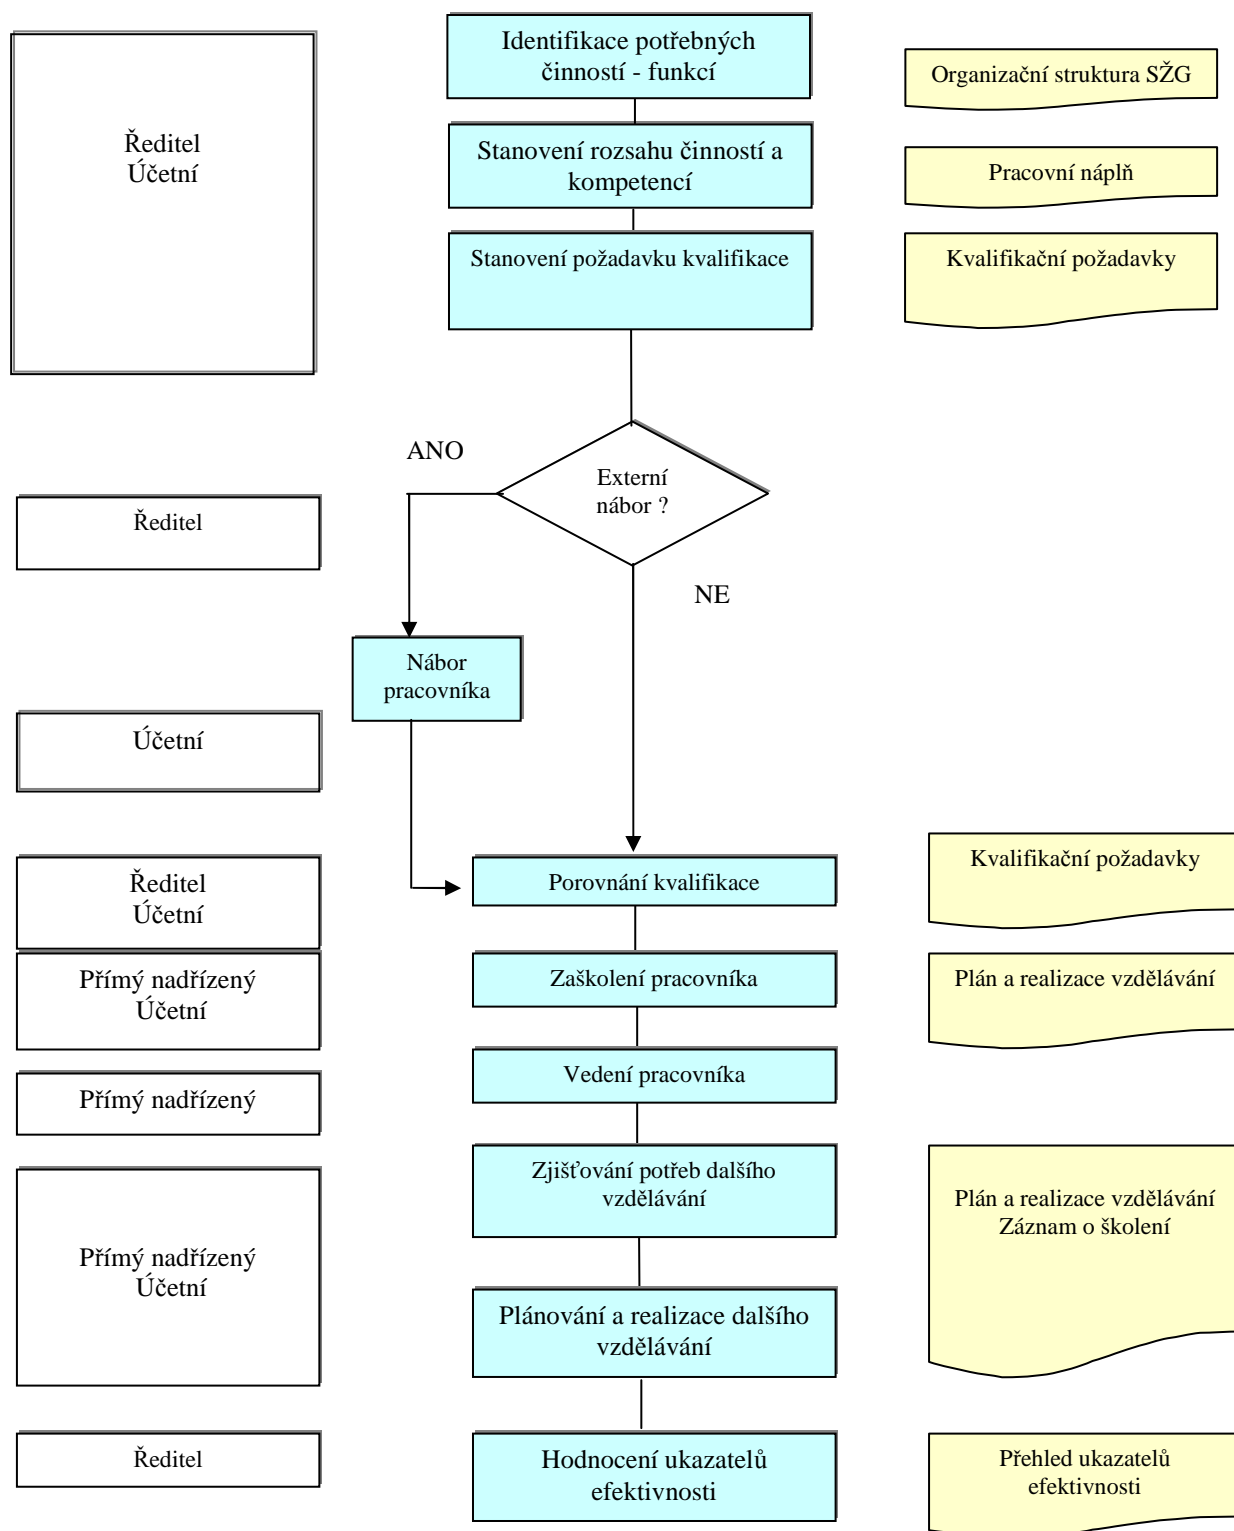 Identifikace potřebných
činností - funkcí
Organizační struktura SŽG
Ředitel
Účetní
Stanovení rozsahu činností a
kompetencí
Pracovní náplň
Stanovení požadavku kvalifikace
Kvalifikační požadavky
ANO
Externí
nábor ?
Ředitel
NE
Nábor
pracovníka
Účetní
Kvalifikační požadavky
Ředitel
Účetní
Porovnání kvalifikace
Přímý nadřízený
Účetní
Zaškolení pracovníka
Plán a realizace vzdělávání
Přímý nadřízený
Vedení pracovníka
Zjišťování potřeb dalšího
vzdělávání
Plán a realizace vzdělávání
Záznam o školení
Přímý nadřízený
Účetní
Plánování a realizace dalšího
vzdělávání
Ředitel
Hodnocení ukazatelů
efektivnosti
Přehled ukazatelů
efektivnosti